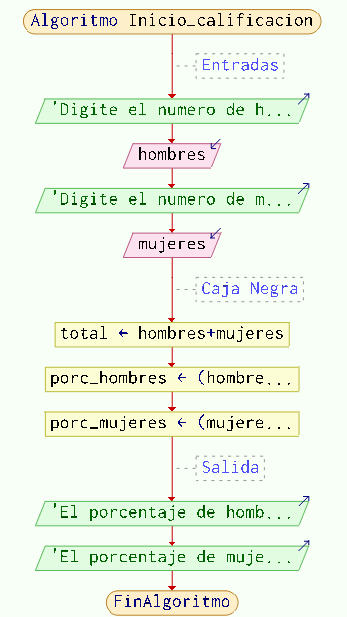 Algoritmo Inicio_calificacion
Entradas
'Digite el numero de h...
hombres
'Digite el numero de m...
mujeres
Caja Negra
total ← hombres+mujeres
porc_hombres ← (hombre...
porc_mujeres ← (mujere...
Salida
'El porcentaje de homb...
'El porcentaje de muje...
FinAlgoritmo